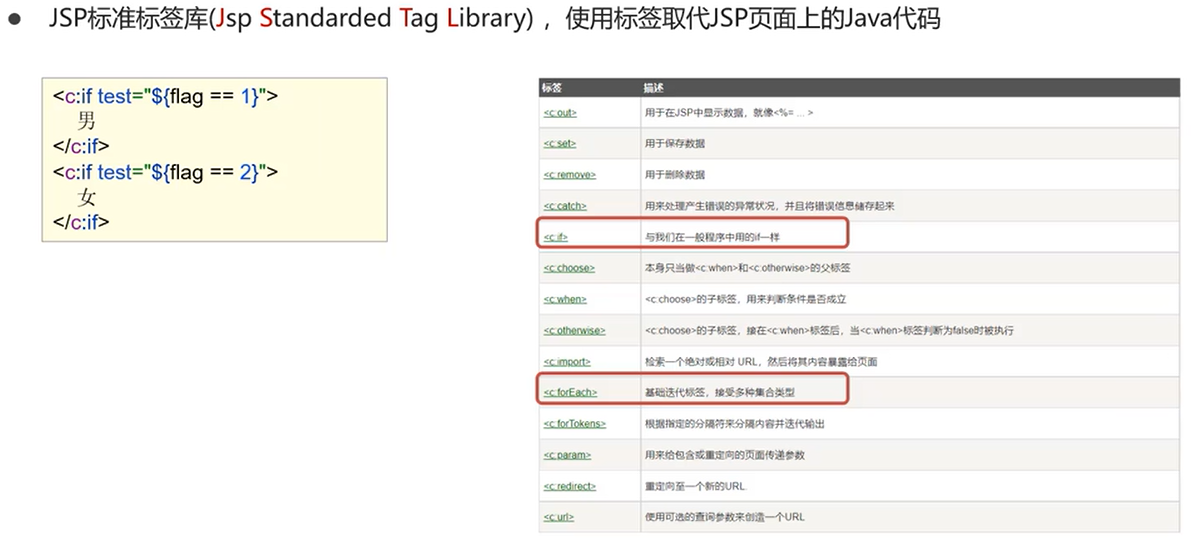 ● JSP标准标签库(Jsp Standarded Tag Library) ，使用标签取代JSP页面上的Java代码
<c:if test="${flag == 1}">
男
</c:if>
<c:if test="${flag == 2}">
女
</c:if>
标签 描述
<c:out> 用于在JSP中显示数据，就像<%= ... >
<c:set> 用于保存数据
<c:remove> 用于删除数据
<c:catch> 用来处理产生错误的异常状况，并且将错误信息储存起来
<c:if> 与我们在一般程序中用的if一样
<c:choose> 本身只当做<c:when>和<c:otherwise>的父标签
<c:when> <c:choose>的子标签，用来判断条件是否成立
<c:otherwise> <c:choose>的子标签，接在<c:when>标签后，当<c:when>标签判断为false时被执行
<c:import> 检索一个绝对或相对 URL，然后将其内容暴露给页面
<c:forEach> 基础迭代标签，接受多种集合类型
<c:forTokens> 根据指定的分隔符来分隔内容并迭代输出
<c:param> 用来给包含或重定向的页面传递参数
<c:redirect> 重定向至一个新的URL.
<c:url> 使用可选的查询参数来创造一个URL